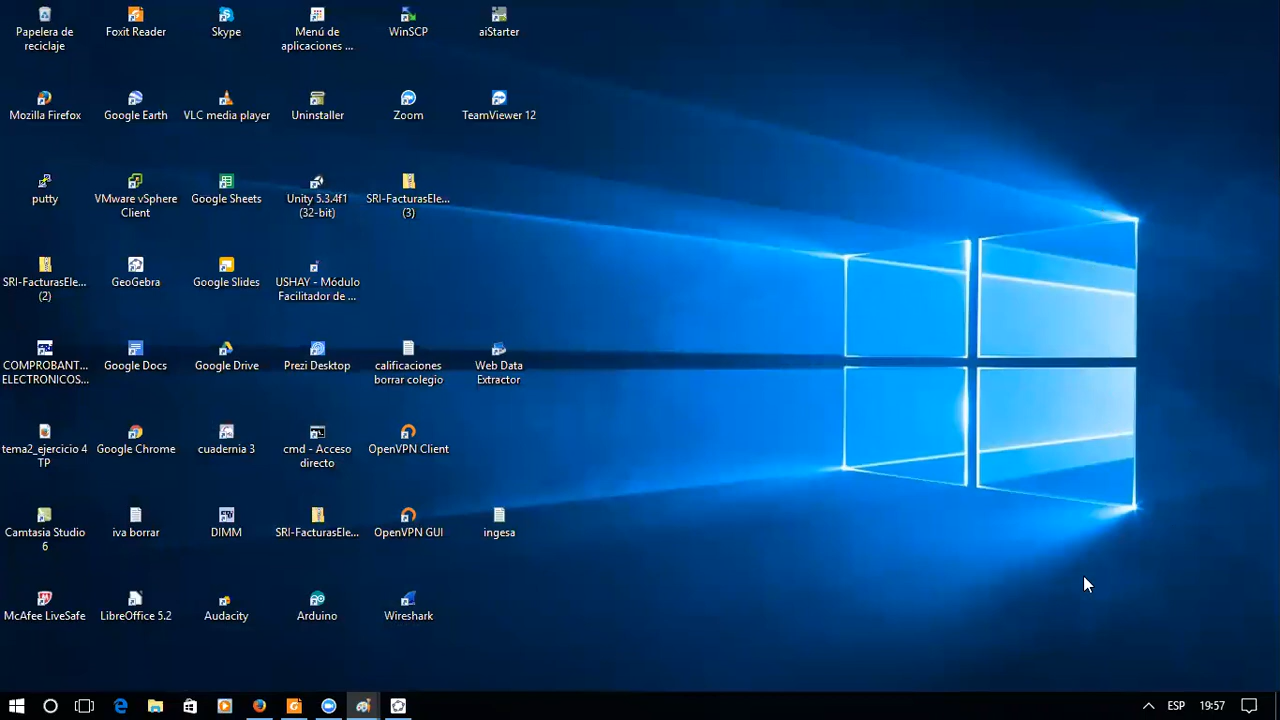 Papelera de
reciclaje
Foxit Reader
Skype
Menú de
aplicaciones ...
WinSCP
aiStarter
Mozilla Firefox
Google Earth
VLC media player
Uninstaller
Zoom
TeamViewer 12
putty
VMware vSphere
Client
Google Sheets
Unity 5.3.4f1
(32-bit)
SRI-FacturasEle...
(3)
SRI-FacturasEle...
(2)
GeoGebra
Google Slides
USHAY - Módulo
Facilitador de ...
COMPROBANT...
ELECTRONICOS...
Google Docs
Google Drive
Prezi Desktop
calificaciones
borrar colegio
Web Data
Extractor
tema2_ejercicio 4
TP
Google Chrome
cuadernia 3
cmd - Acceso
directo
OpenVPN Client
Camtasia Studio
6
iva borrar
DIMM
SRI-FacturasEle...
OpenVPN GUI
ingesa
McAfee LiveSafe
LibreOffice 5.2
Audacity
Arduino
Wireshark
ESP
19:57